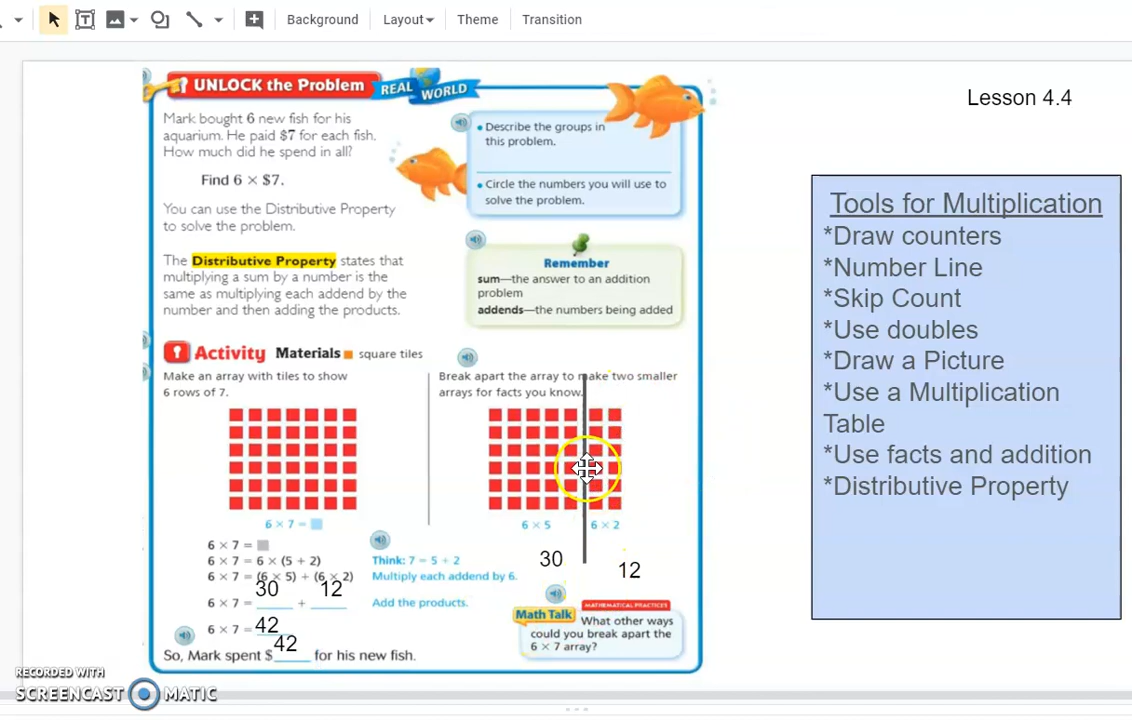 Background Layout Theme Transition
Lesson 4.4
UNLOCK the Problem REAL WORLD
Mark bought 6 new fish for his
aquarium. He paid $7 for each fish.
How much did he spend in all?
Find 6 × $7.
You can use the Distributive Property
to solve the problem.
The Distributive Property states that
multiplying a sum by a number is the
same as multiplying each addend by the
number and then adding the products.
• Describe the groups in
this problem.
• Circle the numbers you will use to
solve the problem.
Remember
sum—the answer to an addition
problem
addends—the numbers being added
Activity Materials ■ square tiles
Make an array with tiles to show
6 rows of 7.
6 × 7 = ■
Break apart the array to make two smaller
arrays for facts you know.
6 × 5 6 × 2
30 12
6 × 7 = ■
6 × 7 = 6 × (5 + 2) Think: 7 = 5 + 2
6 × 7 = (6 × 5) + (6 × 2) Multiply each addend by 6.
6 × 7 = 30 + 12 Add the products.
6 × 7 = 42
So, Mark spent $ 42 for his new fish.
Math Talk MATHEMATICAL PRACTICES
What other ways
could you break apart the
6 × 7 array?
Tools for Multiplication
*Draw counters
*Number Line
*Skip Count
*Use doubles
*Draw a Picture
*Use a Multiplication
Table
*Use facts and addition
*Distributive Property
RECORDED WITH
SCREENCAST MATIC